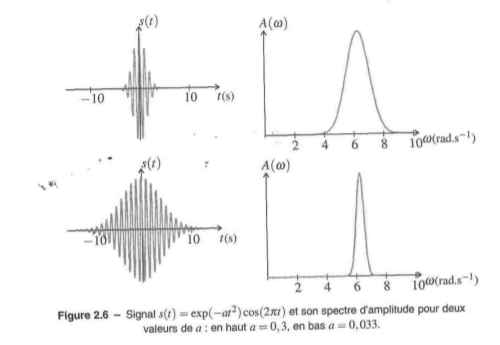 s(t)
A(ω)
−10 10 t(s)
2 4 6 8 10 ω(rad.s⁻¹)
s(t)
A(ω)
−10 10 t(s)
2 4 6 8 10 ω(rad.s⁻¹)
Figure 2.6 – Signal s(t) = exp(−at²) cos(2πt) et son spectre d'amplitude pour deux
valeurs de a : en haut a = 0,3, en bas a = 0,033.